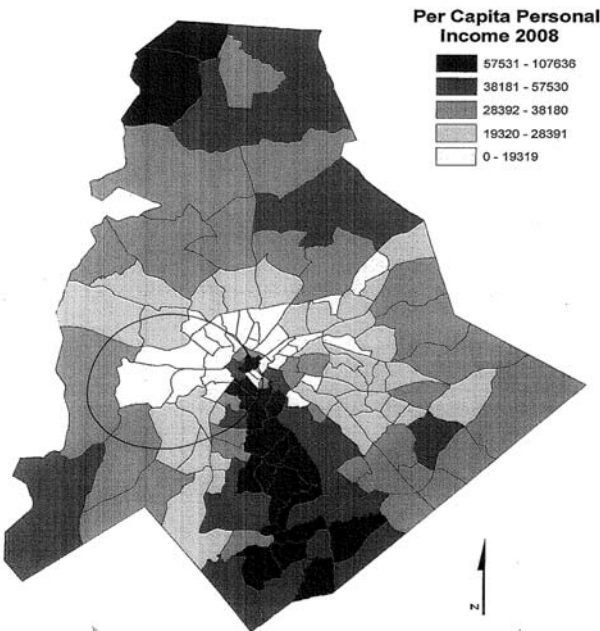 Per Capita Personal
Income 2008
57531 - 107636
38181 - 57530
28392 - 38180
19320 - 28391
0 - 19319
N